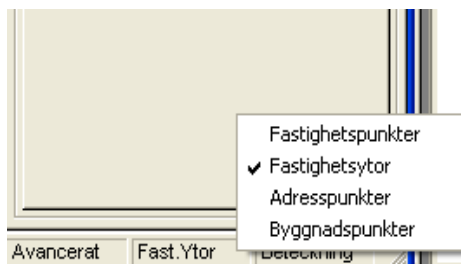 Fastighetspunkter
Fastighetsytor
Adresspunkter
Byggnadspunkter
Avancerat Fast.Ytor Beteckning